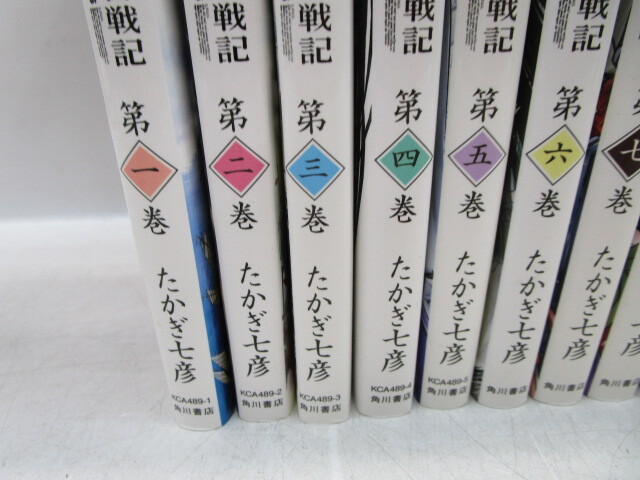 戦記
第
一
巻
たかぎ七彦
KCA489-1
角川書店
戦記
第
二
巻
たかぎ七彦
KCA489-2
角川書店
戦記
第
三
巻
たかぎ七彦
KCA489-3
角川書店
戦記
第
四
巻
たかぎ七彦
KCA489-4
角川書店
戦記
第
五
巻
たかぎ七彦
KCA489-5
角川書店
戦記
第
六
巻
たかぎ七彦
角川書店
第
七
巻
たかぎ七彦